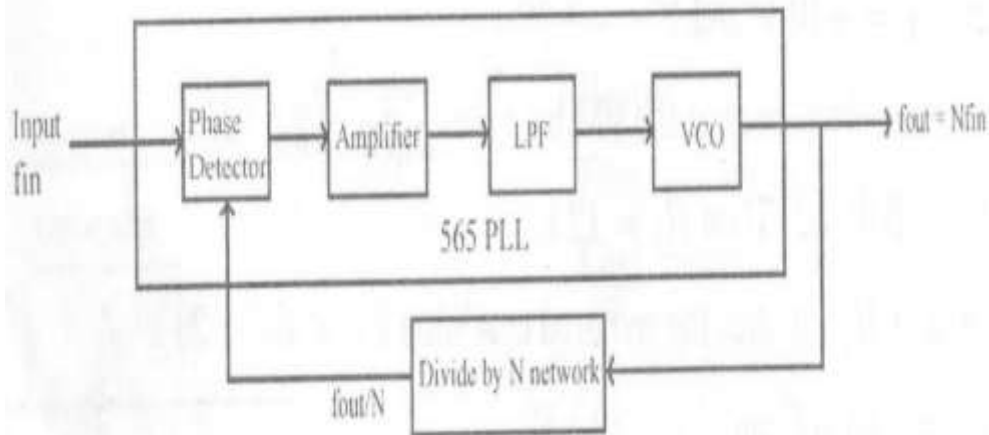 Input
fin
Phase
Detector
Amplifier
LPF
VCO
fout = Nfin
565 PLL
Divide by N network
fout/N